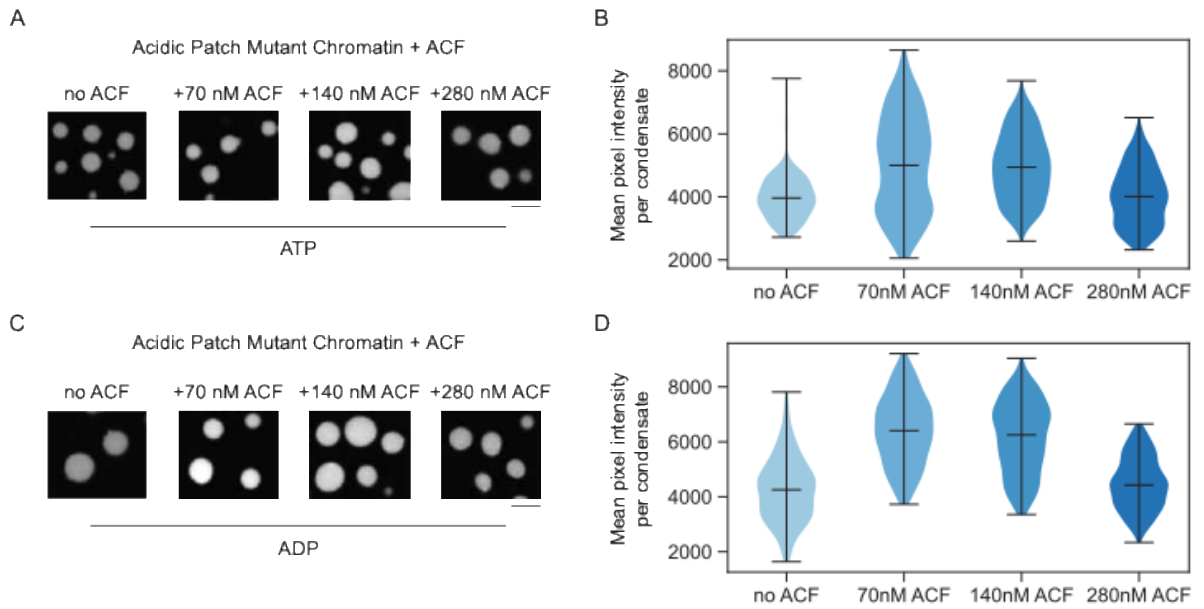 A
Acidic Patch Mutant Chromatin + ACF
no ACF
+70 nM ACF
+140 nM ACF
+280 nM ACF
ATP
B
Mean pixel intensity
per condensate
8000
6000
4000
2000
no ACF
70nM ACF
140nM ACF
280nM ACF
C
Acidic Patch Mutant Chromatin + ACF
no ACF
+70 nM ACF
+140 nM ACF
+280 nM ACF
ADP
D
Mean pixel intensity
per condensate
8000
6000
4000
2000
no ACF
70nM ACF
140nM ACF
280nM ACF